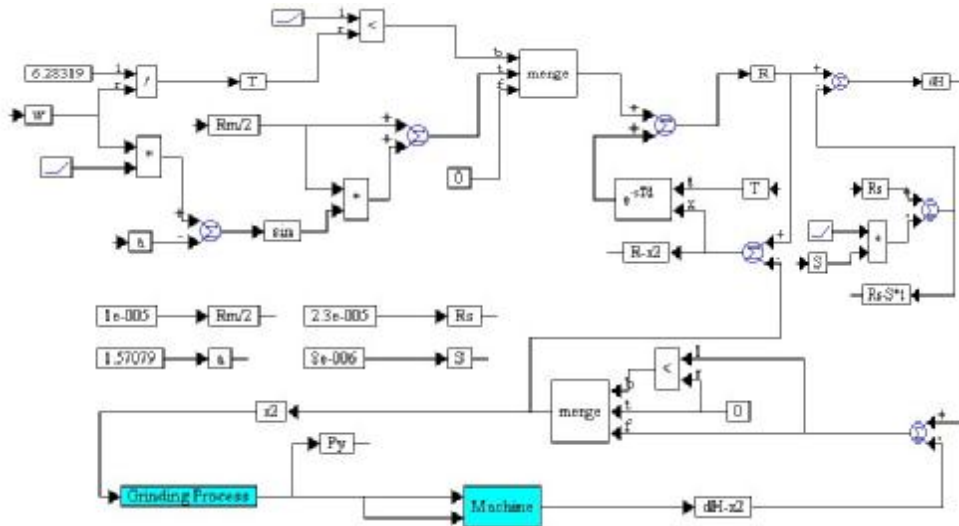 l
r
<
b
t
f
merge
6.28319
l
r
/
T
w
*
Rm/2
+
+
Σ
0
+
+
Σ
R
+
-
Σ
dH
e^-sTd
t
x
T
Rs
+
-
Σ
*
S
Rs-S*t
+
-
Σ
a
sin
*
R-x2
+
-
Σ
1e-005
Rm/2
2.3e-005
Rs
1.57079
a
8e-006
S
l
r
<
b
t
f
merge
0
x2
Py
+
-
Σ
Grinding Process
Machine
dH-x2